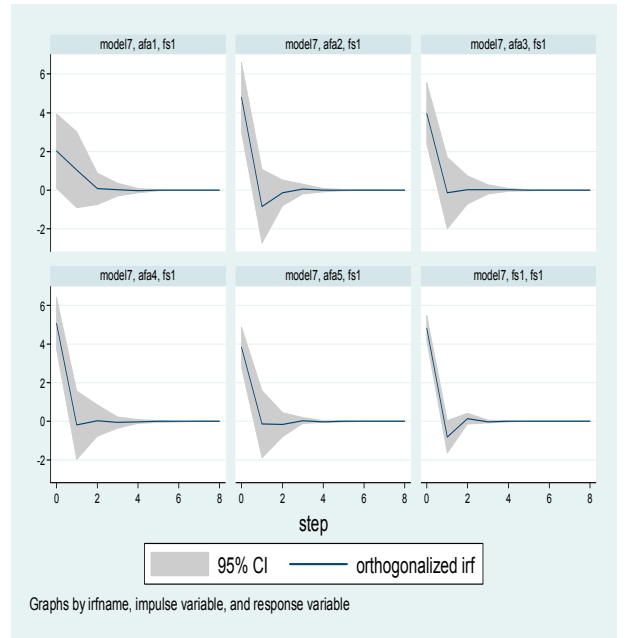 model7, afa1, fs1
model7, afa2, fs1
model7, afa3, fs1
6
4
2
0
-2
model7, afa4, fs1
model7, afa5, fs1
model7, fs1, fs1
6
4
2
0
-2
0 2 4 6 8
0 2 4 6 8
0 2 4 6 8
step
95% CI
orthogonalized irf
Graphs by irfname, impulse variable, and response variable